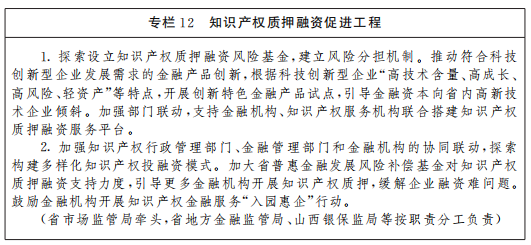 专栏 12 知识产权质押融资促进工程
1. 探索设立知识产权质押融资风险基金,建立风险分担机制。推动符合科技
创新型企业发展需求的金融产品创新,根据科技创新型企业“高技术含量、高成长、
高风险、轻资产”等特点,开展创新特色金融产品试点,引导金融资本向省内高新技
术企业倾斜。加强部门联动,支持金融机构、知识产权服务机构联合搭建知识产权
质押融资服务平台。
2. 加强知识产权行政管理部门、金融管理部门和金融机构的协同联动,探索
构建多样化知识产权投融资模式。加大省普惠金融发展风险补偿基金对知识产
权质押融资支持力度,引导更多金融机构开展知识产权质押,缓解企业融资难问题。
鼓励金融机构开展知识产权金融服务“入园惠企”行动。
(省市场监管局牵头,省地方金融监管局、山西银保监局等按职责分工负责)